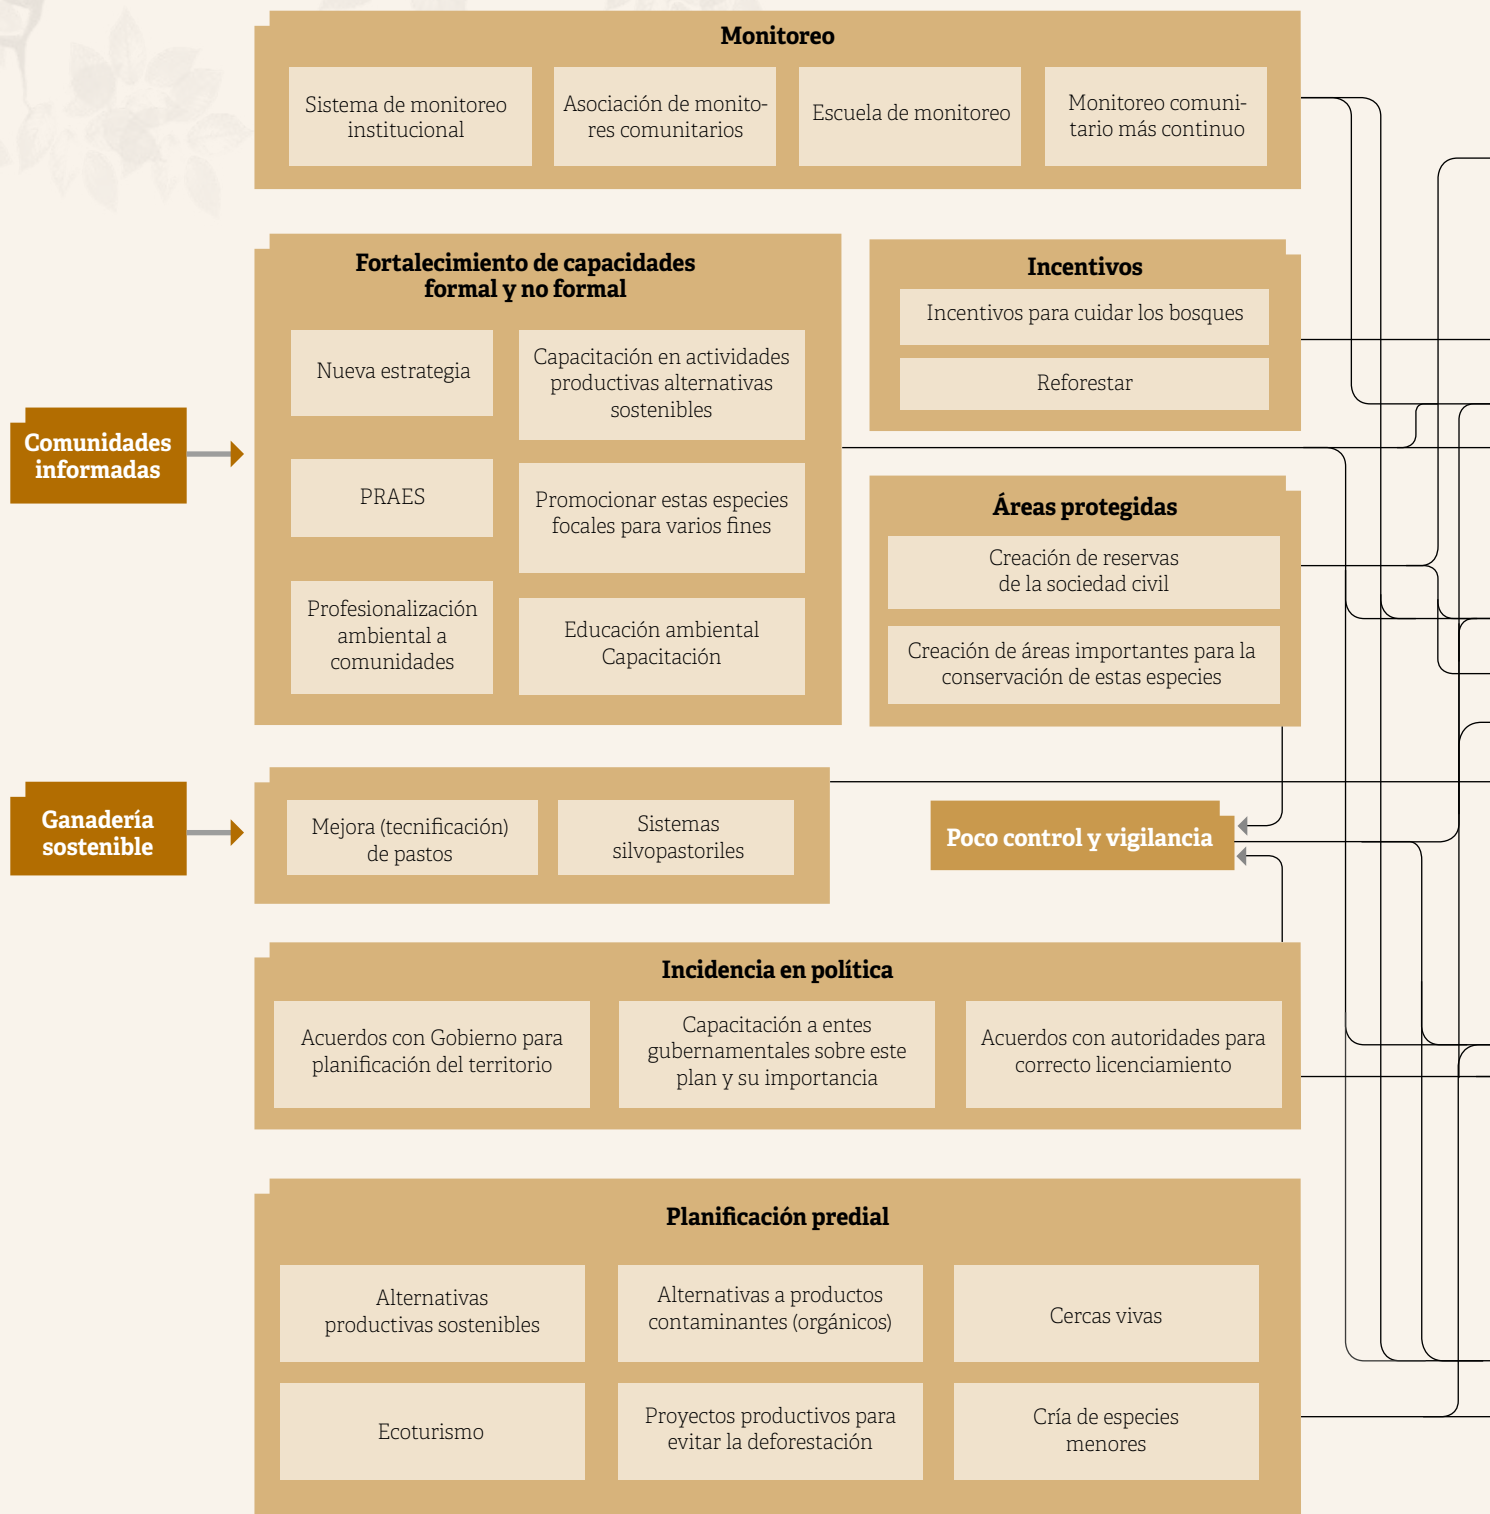 Monitoreo
Sistema de monitoreo
institucional
Asociación de monito-
res comunitarios
Escuela de monitoreo
Monitoreo comuni-
tario más continuo
Comunidades
informadas
Fortalecimiento de capacidades
formal y no formal
Nueva estrategia
Capacitación en actividades
productivas alternativas
sostenibles
PRAES
Promocionar estas especies
focales para varios fines
Profesionalización
ambiental a
comunidades
Educación ambiental
Capacitación
Incentivos
Incentivos para cuidar los bosques
Reforestar
Áreas protegidas
Creación de reservas
de la sociedad civil
Creación de áreas importantes para la
conservación de estas especies
Ganadería
sostenible
Mejora (tecnificación)
de pastos
Sistemas
silvopastoriles
Poco control y vigilancia
Incidencia en política
Acuerdos con Gobierno para
planificación del territorio
Capacitación a entes
gubernamentales sobre este
plan y su importancia
Acuerdos con autoridades para
correcto licenciamiento
Planificación predial
Alternativas
productivas sostenibles
Alternativas a productos
contaminantes (orgánicos)
Cercas vivas
Ecoturismo
Proyectos productivos para
evitar la deforestación
Cría de especies
menores